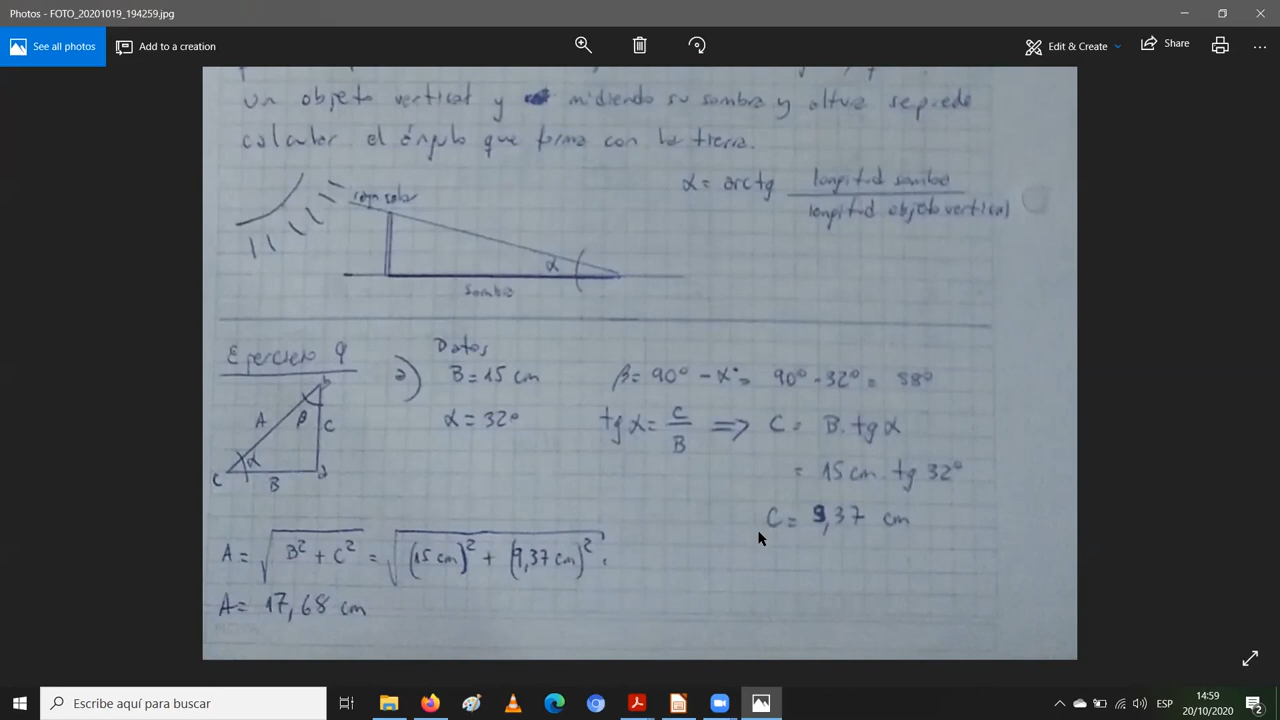 Photos - FOTO_20201019_194259.jpg
See all photos
Add to a creation
Edit & Create
Share
un objeto vertical y midiendo su sombra y altura se puede
calcular el ángulo que forma con la tierra.
rayo solar
α
sombra
α = arctg longitud sombra
longitud objeto vertical
Ejercicio 9
a)
Datos
B = 15 cm
α = 32°
β = 90° - α = 90° - 32° = 58°
tg α = C/B ⇒ C = B . tg α
= 15 cm . tg 32°
C = 9,37 cm
b
A
β
C
α
C
B
a
A = √(B² + C²) = √((15 cm)² + (9,37 cm)²).
A = 17,68 cm
Escribe aquí para buscar
ESP
14:59
20/10/2020
2